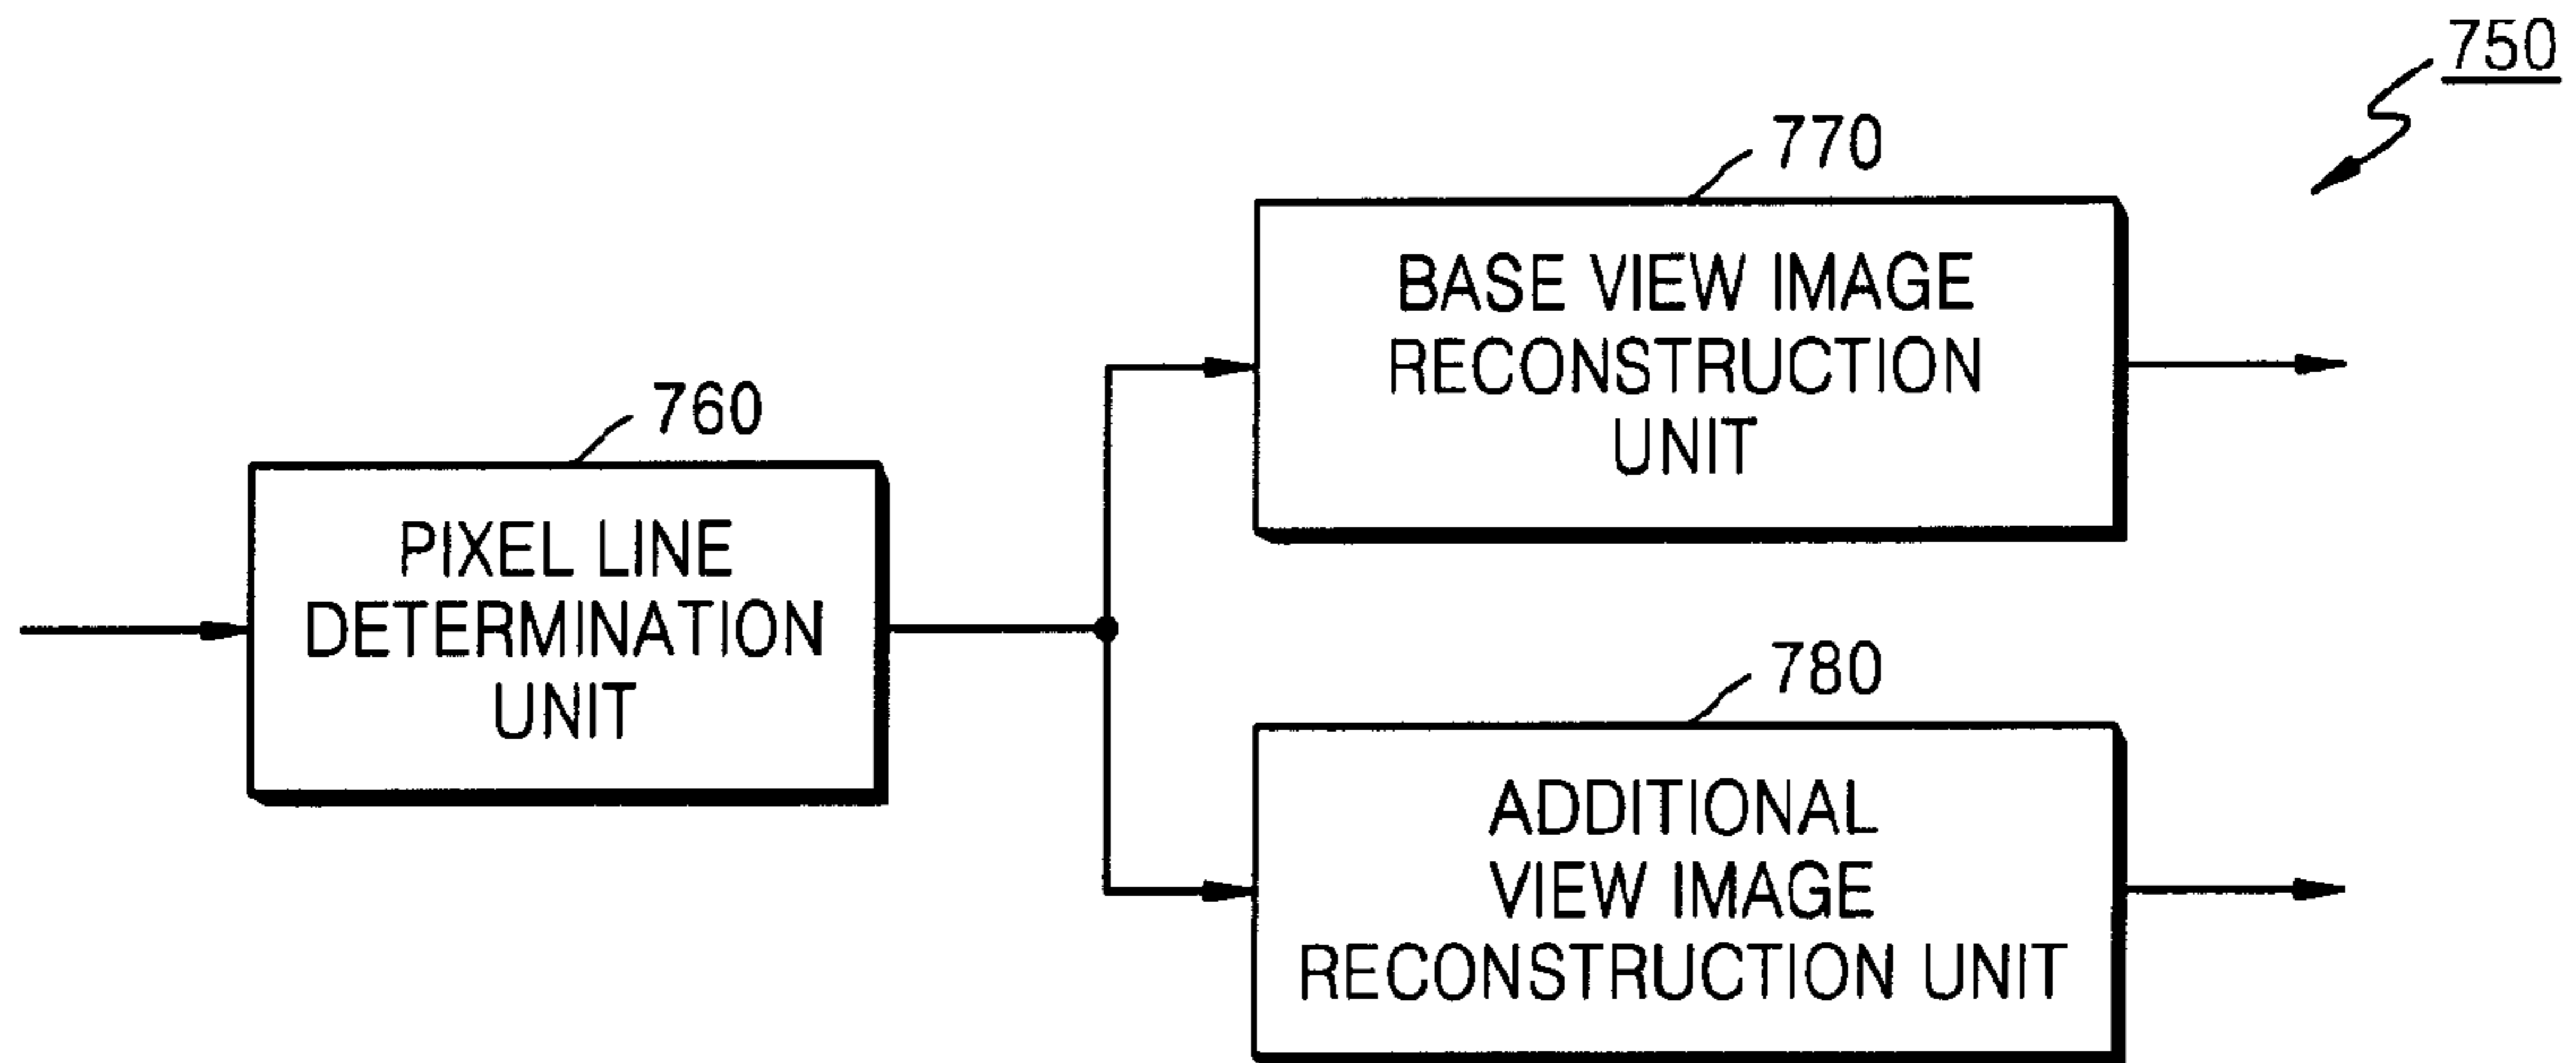 750
770
BASE VIEW IMAGE
RECONSTRUCTION
UNIT
760
PIXEL LINE
DETERMINATION
UNIT
780
ADDITIONAL
VIEW IMAGE
RECONSTRUCTION UNIT